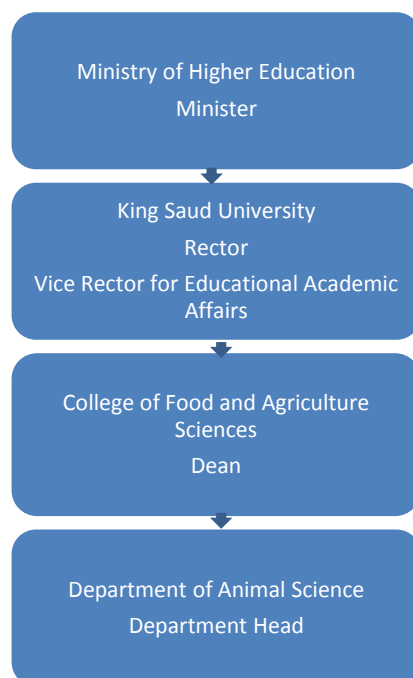 Ministry of Higher Education
Minister
King Saud University
Rector
Vice Rector for Educational Academic
Affairs
College of Food and Agriculture
Sciences
Dean
Department of Animal Science
Department Head